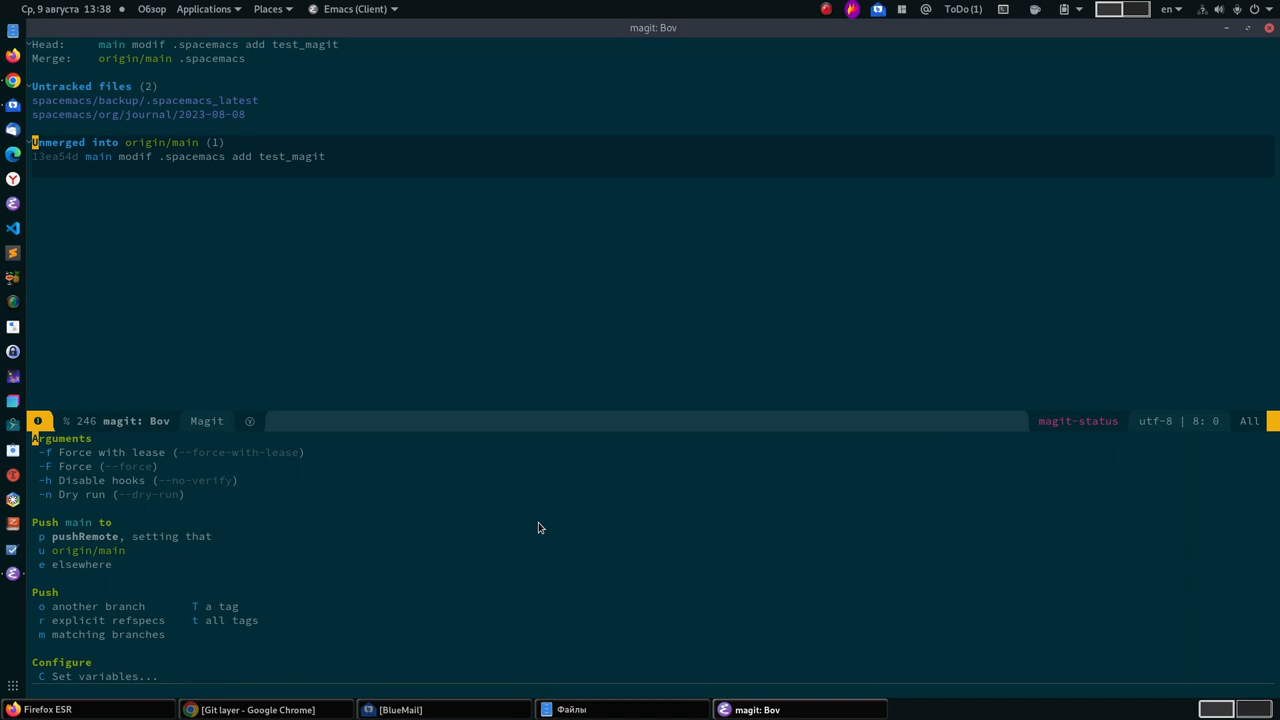 Ср, 9 августа 13:38 Обзор Applications Places Emacs (Client) ToDo (1) en
magit: Bov
Head: main modif .spacemacs add test_magit
Merge: origin/main .spacemacs
Untracked files (2)
spacemacs/backup/.spacemacs_latest
spacemacs/org/journal/2023-08-08
Unmerged into origin/main (1)
13ea54d main modif .spacemacs add test_magit
% 246 magit: Bov Magit magit-status utf-8 | 8: 0 All
Arguments
-f Force with lease (--force-with-lease)
-F Force (--force)
-h Disable hooks (--no-verify)
-n Dry run (--dry-run)
Push main to
p pushRemote, setting that
u origin/main
e elsewhere
Push
o another branch T a tag
r explicit refspecs t all tags
m matching branches
Configure
C Set variables...
Firefox ESR [Git layer - Google Chrome] [BlueMail] Файлы magit: Bov